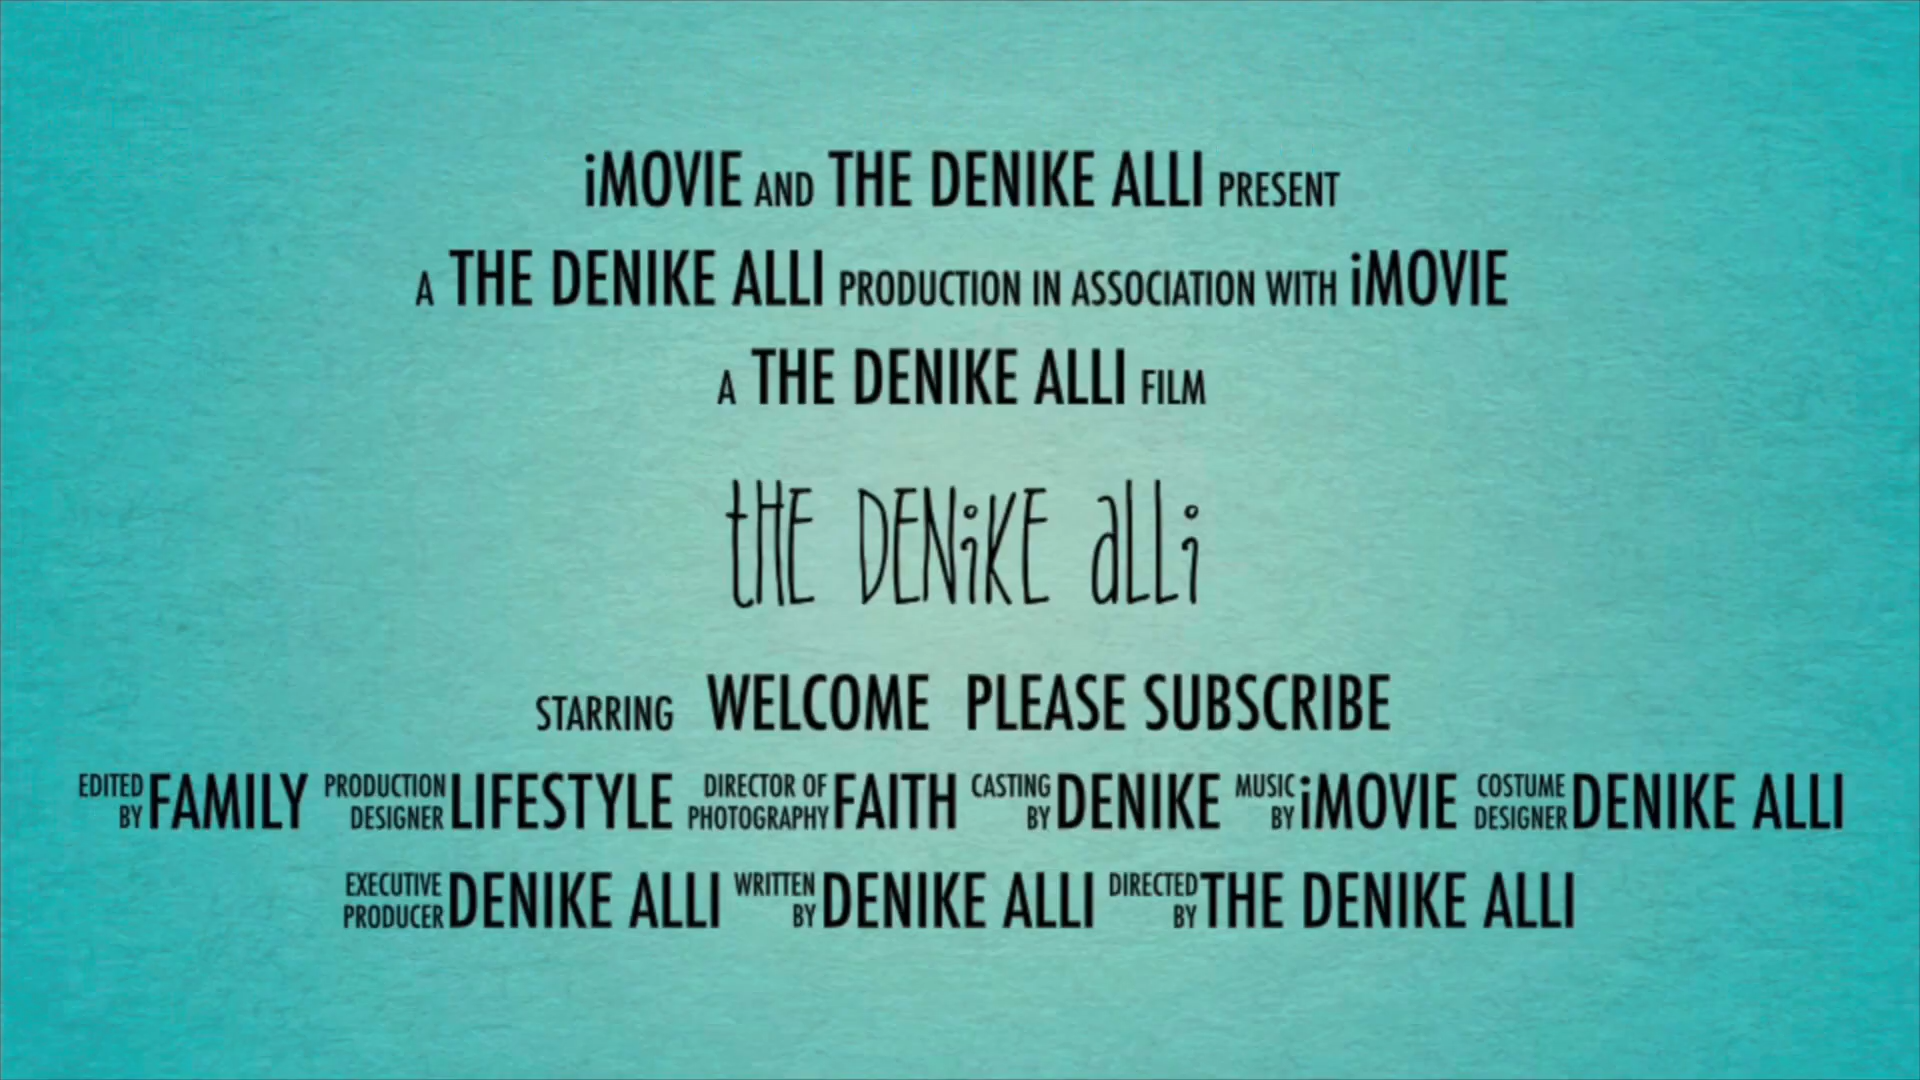 iMOVIE AND THE DENIKE ALLI PRESENT
A THE DENIKE ALLI PRODUCTION IN ASSOCIATION WITH iMOVIE
A THE DENIKE ALLI FILM
tHE DENiKE aLLi
STARRING WELCOME PLEASE SUBSCRIBE
EDITED BY FAMILY PRODUCTION DESIGNER LIFESTYLE DIRECTOR OF PHOTOGRAPHY FAITH CASTING BY DENIKE MUSIC BY iMOVIE COSTUME DESIGNER DENIKE ALLI
EXECUTIVE PRODUCER DENIKE ALLI WRITTEN BY DENIKE ALLI DIRECTED BY THE DENIKE ALLI